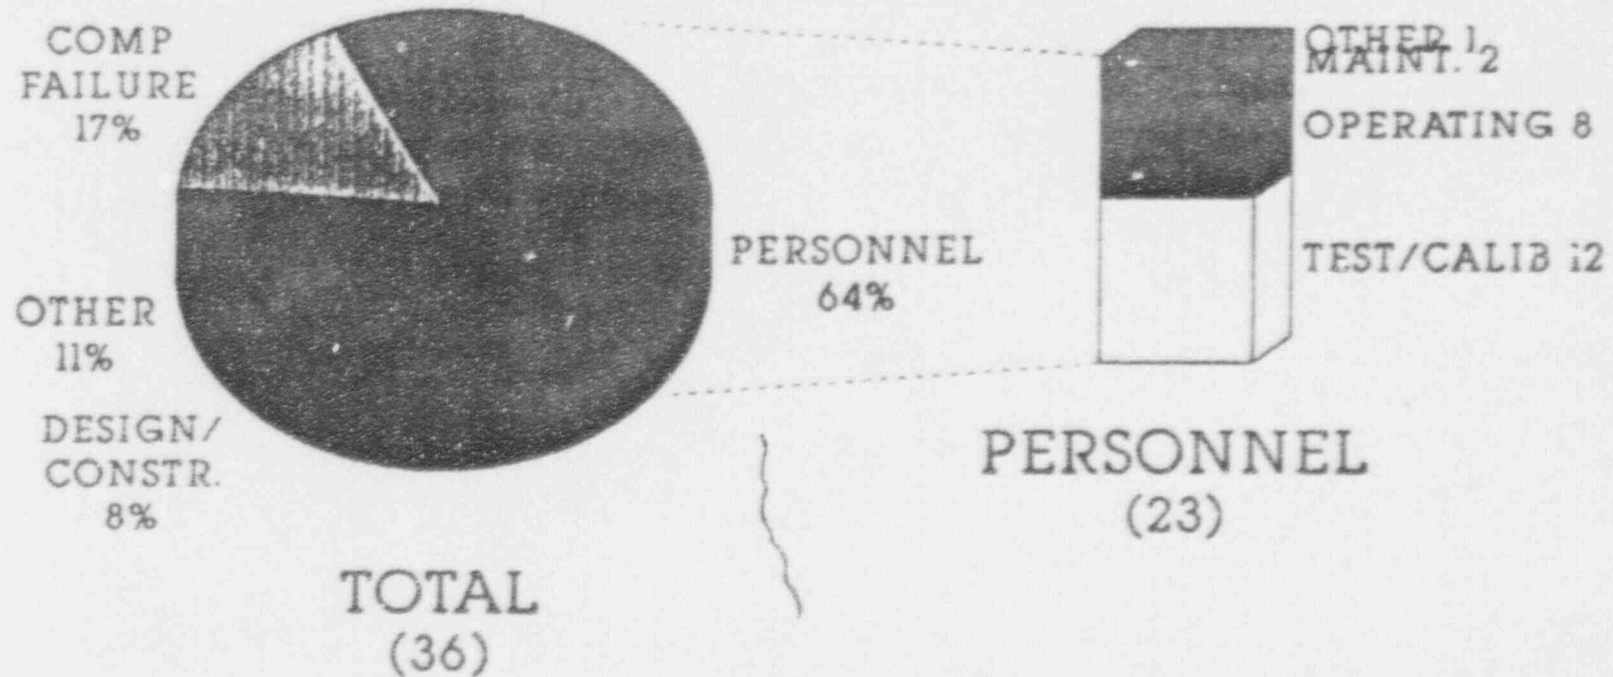 COMP
FAILURE
17%
OTHER
11%
DESIGN/
CONSTR.
8%
PERSONNEL
64%
TOTAL
(36)
OTHER 1
MAINT. 2
OPERATING 8
TEST/CALIB 12
PERSONNEL
(23)